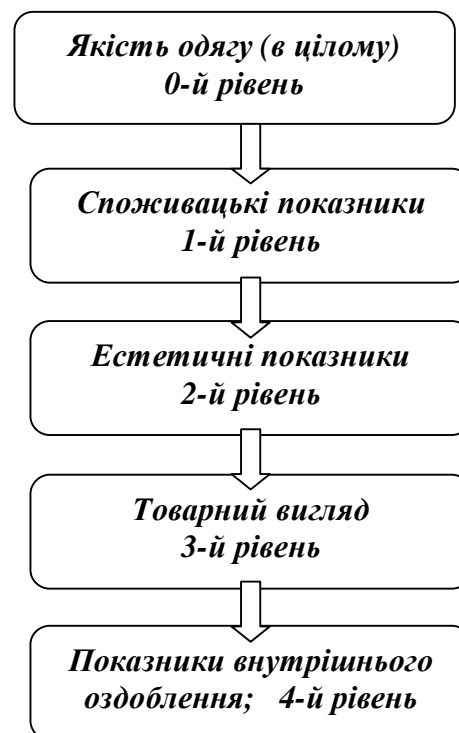 Якість одягу (в цілому)
0-й рівень
Споживацькі показники
1-й рівень
Естетичні показники
2-й рівень
Товарний вигляд
3-й рівень
Показники внутрішнього
оздоблення; 4-й рівень